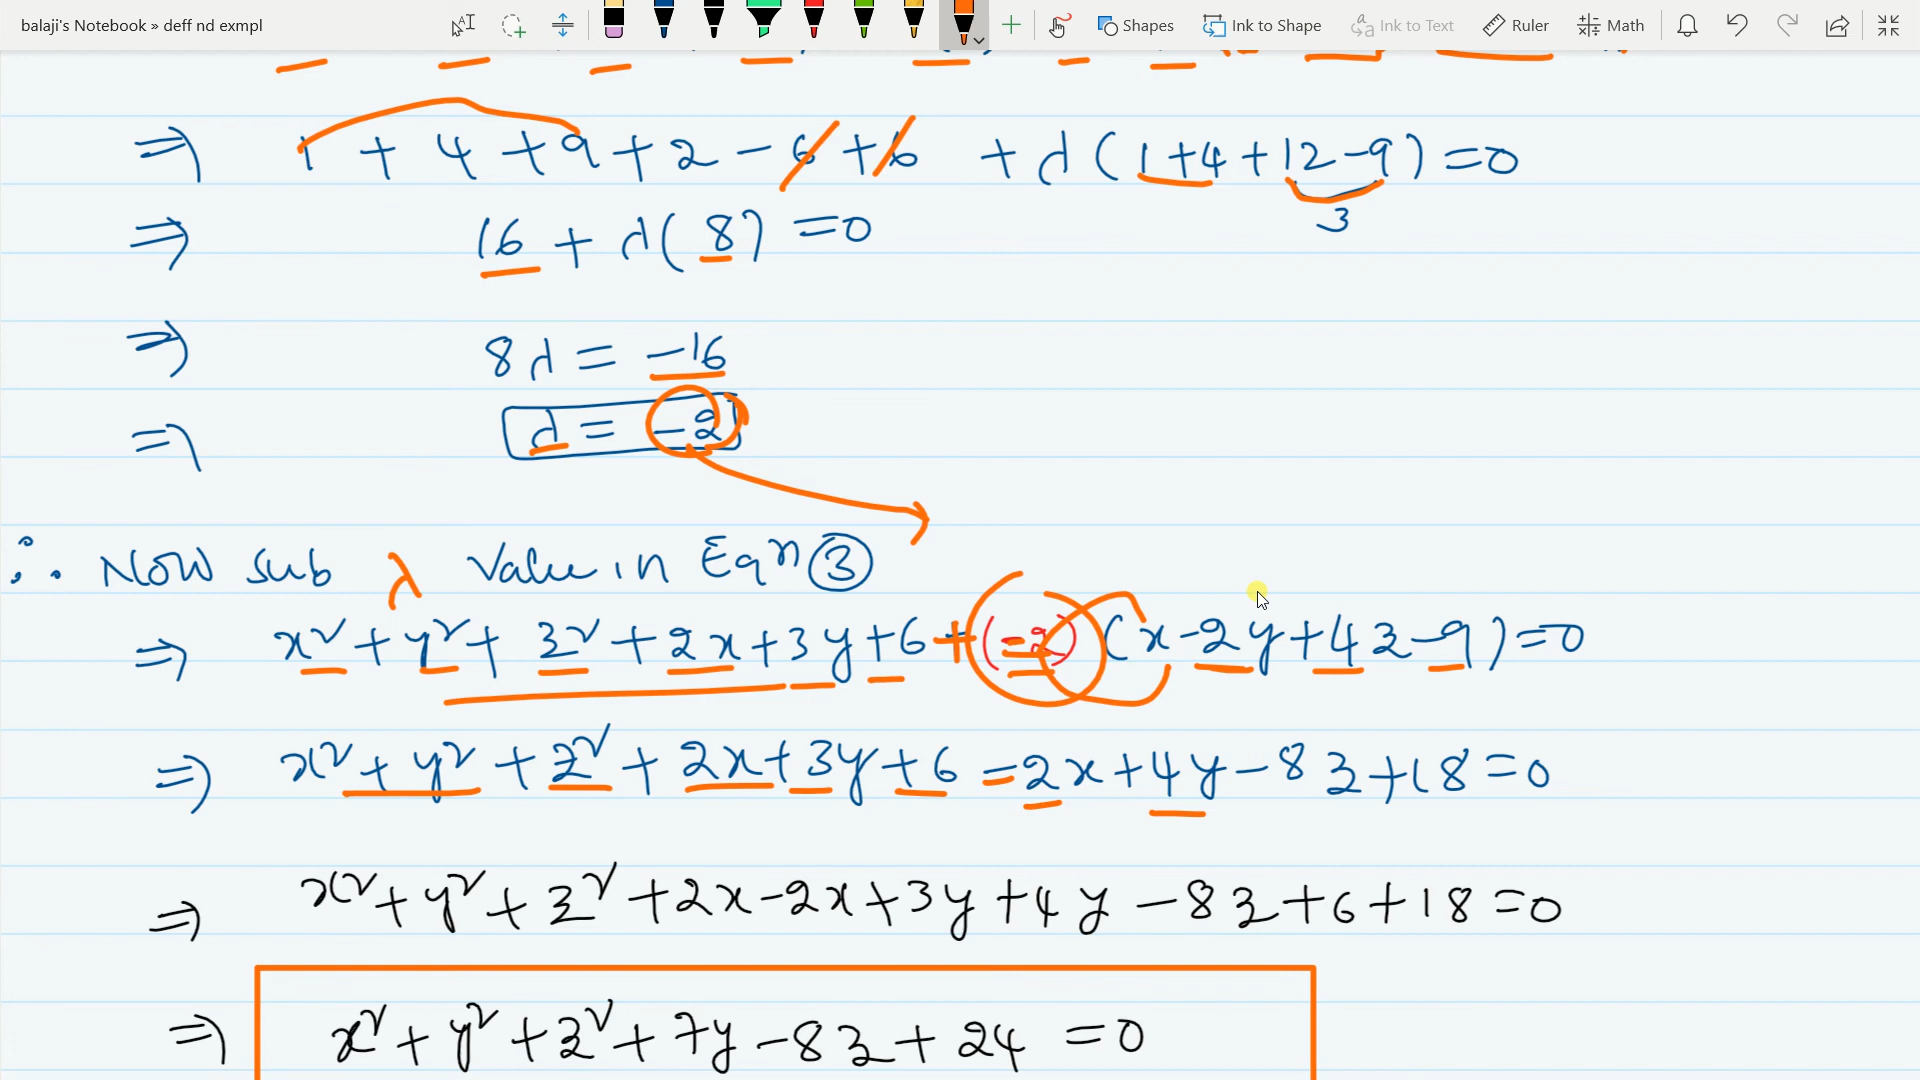 balaji's Notebook » deff nd exmpl Shapes Ink to Shape Ink to Text Ruler Math
⇒ 1 + 4 + 9 + 2 - 6 + 6 + λ ( 1 + 4 + 12 - 9 ) = 0
3
⇒ 16 + λ ( 8 ) = 0
⇒ 8 λ = -16
⇒ λ = -2
∴ Now sub λ Value in Eqn ③
⇒ x² + y² + z² + 2x + 3y + 6 + (-2) (x - 2y + 4z - 9) = 0
⇒ x² + y² + z² + 2x + 3y + 6 - 2x + 4y - 8z + 18 = 0
⇒ x² + y² + z² + 2x - 2x + 3y + 4y - 8z + 6 + 18 = 0
⇒ x² + y² + z² + 7y - 8z + 24 = 0